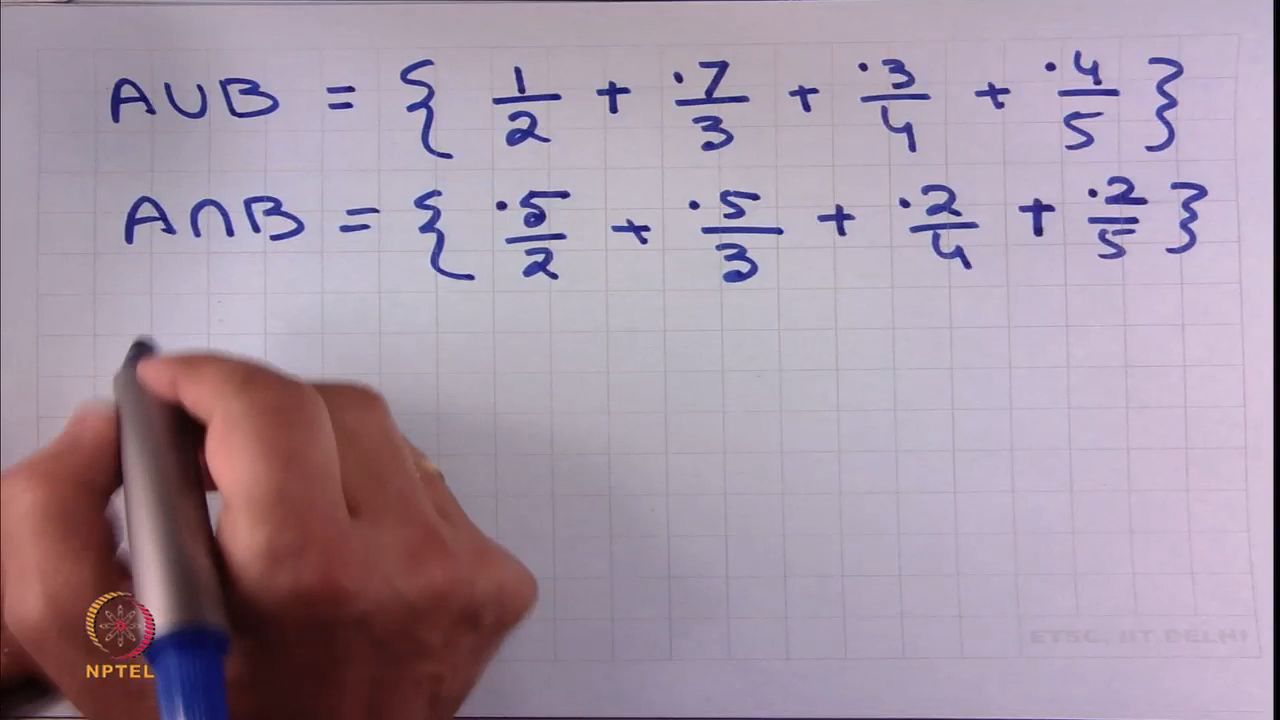 A∪B = { 1/2 + .7/3 + .3/4 + .4/5 }
A∩B = { .5/2 + .5/3 + .2/4 + .2/5 }
ETSC, IIT DELHI
NPTEL